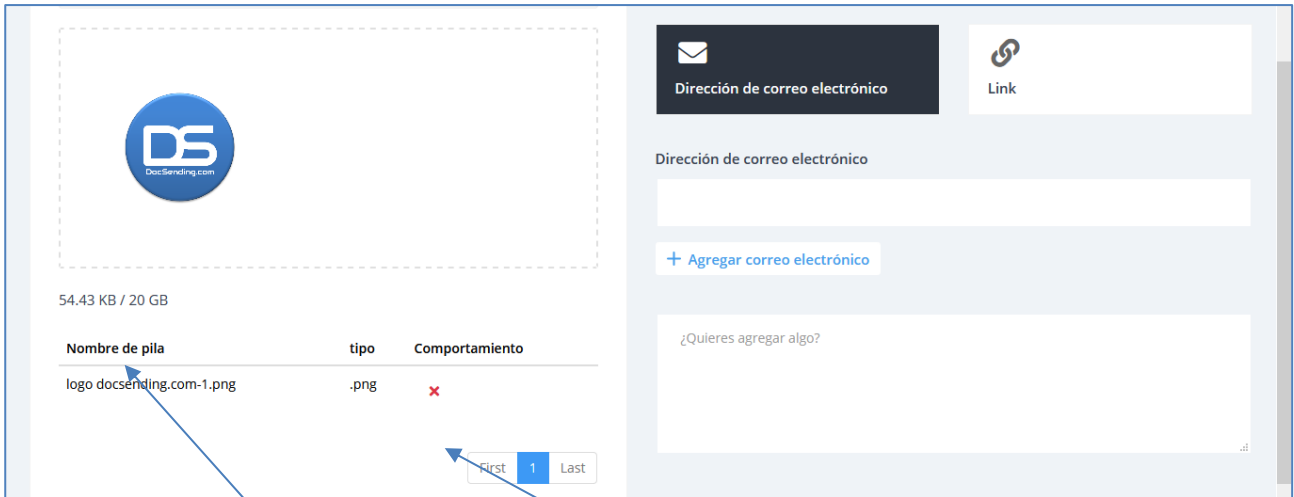 DS
DocSending.com
54.43 KB / 20 GB
Nombre de pila tipo Comportamiento
logo docsending.com-1.png .png
First 1 Last
Dirección de correo electrónico
Link
Dirección de correo electrónico
+ Agregar correo electrónico
¿Quieres agregar algo?